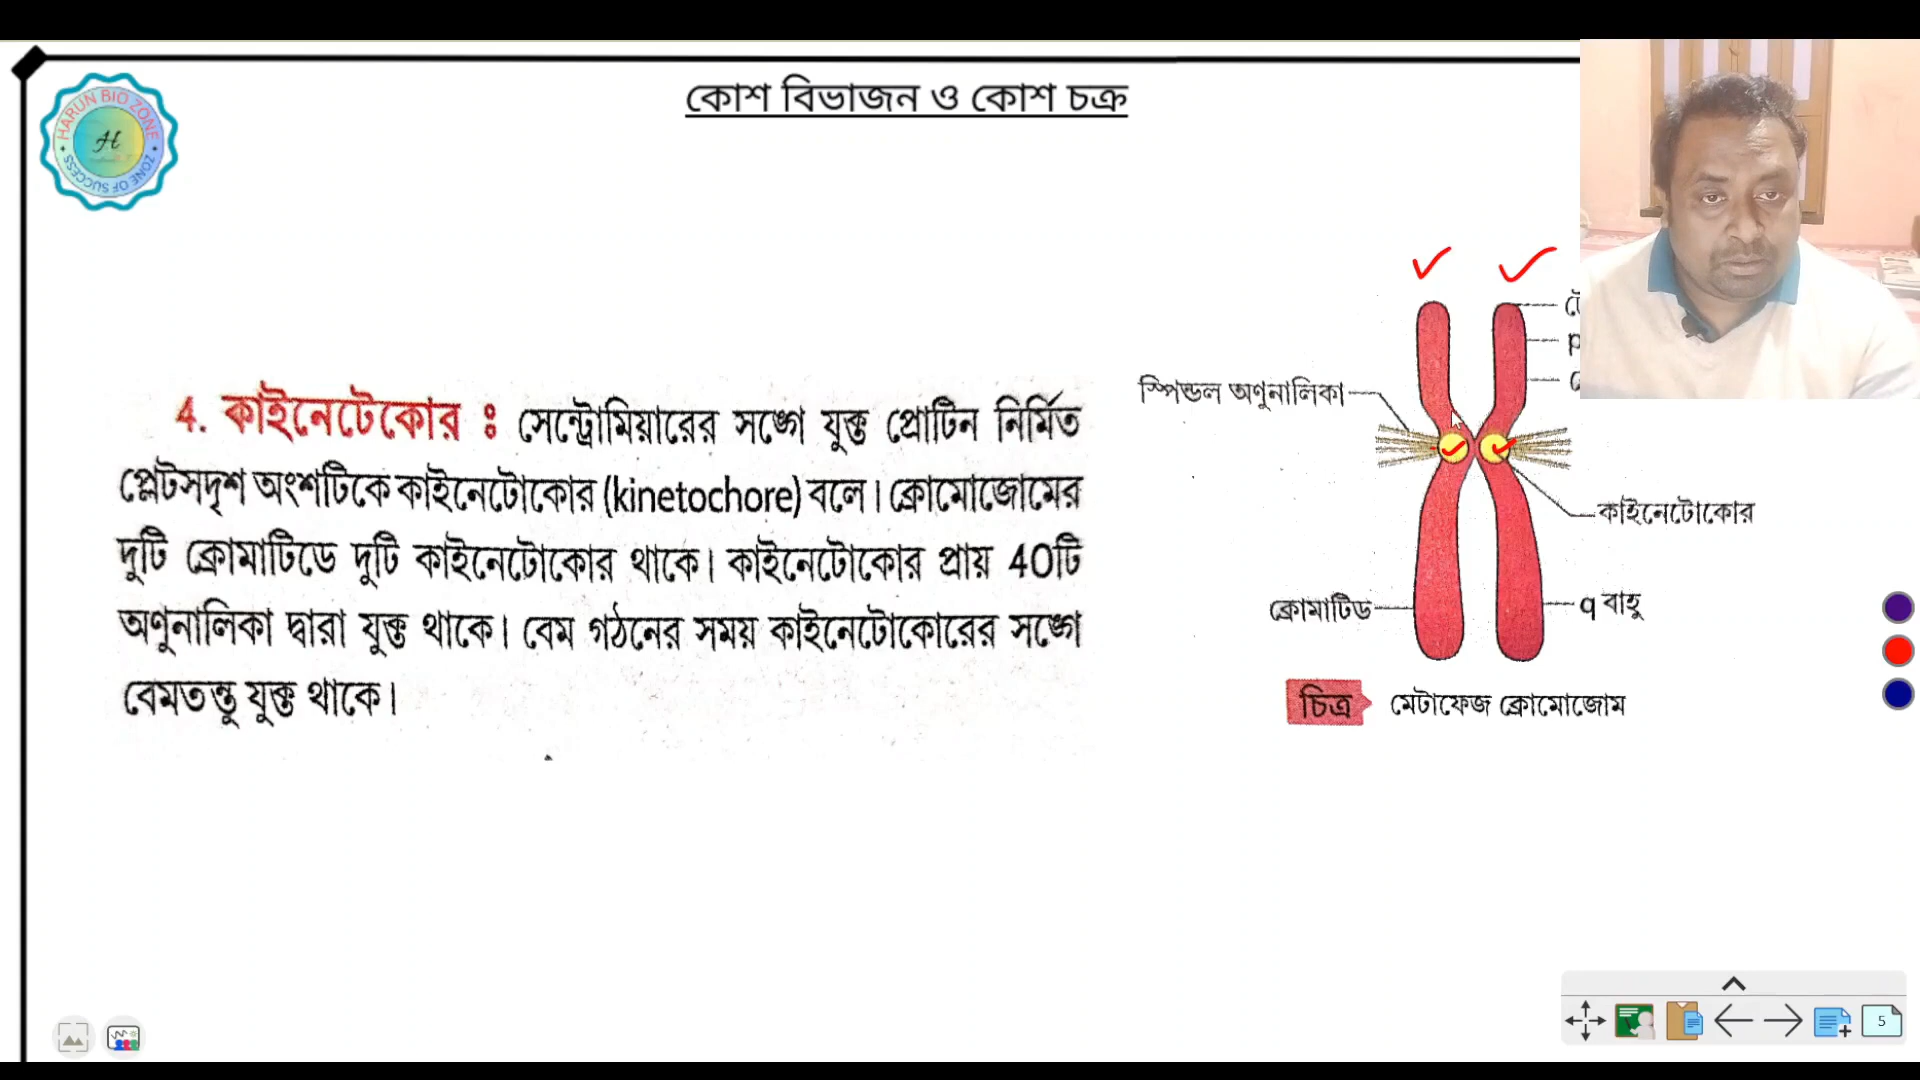 কোশ বিভাজন ও কোশ চক্র
HARUN BIO ZONE
H
ZONE OF SUCCESS
4. কাইনেটেকোর ঃ সেন্ট্রোমিয়ারের সঙ্গে যুক্ত প্রোটিন নির্মিত
প্লেটসদৃশ অংশটিকে কাইনেটোকোর (kinetochore) বলে। ক্রোমোজোমের
দুটি ক্রোমাটিডে দুটি কাইনেটোকোর থাকে। কাইনেটোকোর প্রায় 40টি
অণুনালিকা দ্বারা যুক্ত থাকে। বেম গঠনের সময় কাইনেটোকোরের সঙ্গে
বেমতন্তু যুক্ত থাকে।
স্পিন্ডল অণুনালিকা
কাইনেটোকোর
ক্রোমাটিড
q বাহু
চিত্র মেটাফেজ ক্রোমোজোম
5